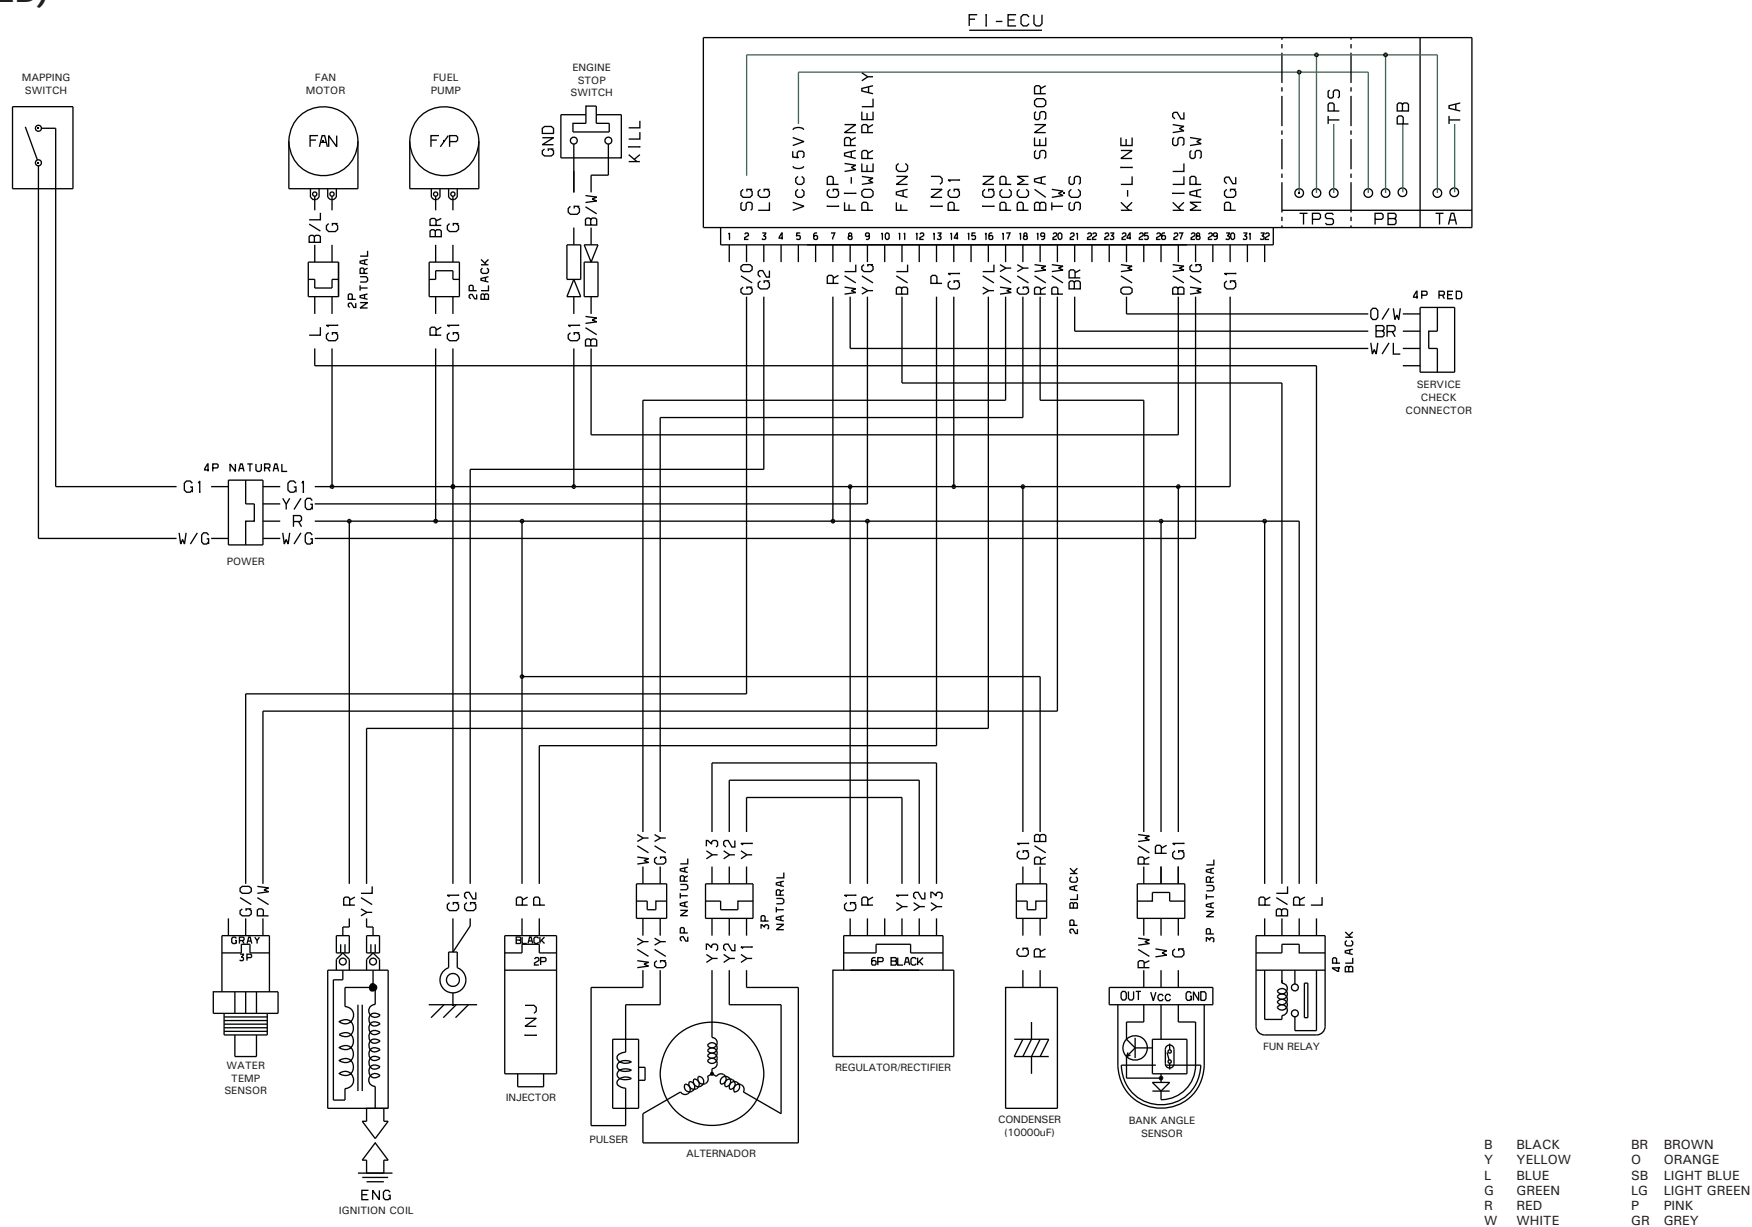 FI-ECU
MAPPING
SWITCH
FAN
MOTOR
FUEL
PUMP
ENGINE
STOP
SWITCH
FAN
F/P
GND
KILL
SG
LG
Vcc(5V)
IGP
FI-WARN
POWER RELAY
FANC
INJ
PG1
IGN
PCP
PCM
B/A SENSOR
TW
SCS
K-LINE
KILL SW2
MAP SW
PG2
TPS
PB
TA
TPS
PB
TA
1 2 3 4 5 6 7 8 9 10 11 12 13 14 15 16 17 18 19 20 21 22 23 24 25 26 27 28 29 30 31 32
B/L
G
BR
G
G
B/W
G/O
G2
R
W/L
Y/G
B/L
P
G1
Y/L
W/Y
G/Y
R/W
P/W
BR
O/W
B/W
W/G
G1
2P
NATURAL
2P
BLACK
L
G1
R
G1
G1
B/W
4P RED
O/W
BR
W/L
SERVICE
CHECK
CONNECTOR
4P NATURAL
G1
G1
Y/G
R
W/G
W/G
POWER
G/O
P/W
R
Y/L
G1
G2
R
P
W/Y
G/Y
Y3
Y2
Y1
G1
R
Y1
Y2
Y3
G1
R/B
R/W
R
G1
R
B/L
R
L
2P NATURAL
3P
NATURAL
2P BLACK
3P NATURAL
4P
BLACK
W/Y
G/Y
Y3
Y2
Y1
G
R
R/W
W
G
GRAY
3P
BLACK
2P
6P BLACK
OUT Vcc GND
INJ
WATER
TEMP
SENSOR
INJECTOR
PULSER
ALTERNADOR
REGULATOR/RECTIFIER
CONDENSER
(10000uF)
BANK ANGLE
SENSOR
FUN RELAY
ENG
IGNITION COIL
B BLACK BR BROWN
Y YELLOW O ORANGE
L BLUE SB LIGHT BLUE
G GREEN LG LIGHT GREEN
R RED P PINK
W WHITE GR GREY